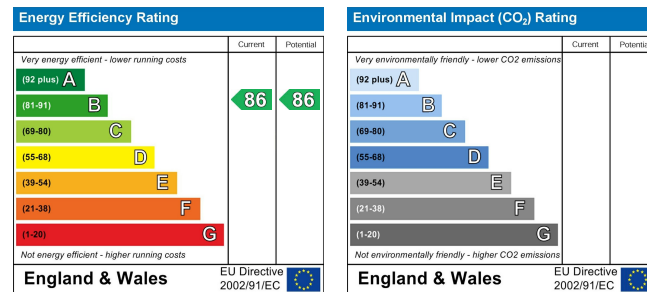 Energy Efficiency Rating
Current Potential
Very energy efficient - lower running costs
(92 plus) A
(81-91) B
86 86
(69-80) C
(55-68) D
(39-54) E
(21-38) F
(1-20) G
Not energy efficient - higher running costs
England & Wales
EU Directive
2002/91/EC
Environmental Impact (CO₂) Rating
Current Potentia
Very environmentally friendly - lower CO2 emissions
(92 plus) A
(81-91) B
(69-80) C
(55-68) D
(39-54) E
(21-38) F
(1-20) G
Not environmentally friendly - higher CO2 emissions
England & Wales
EU Directive
2002/91/EC